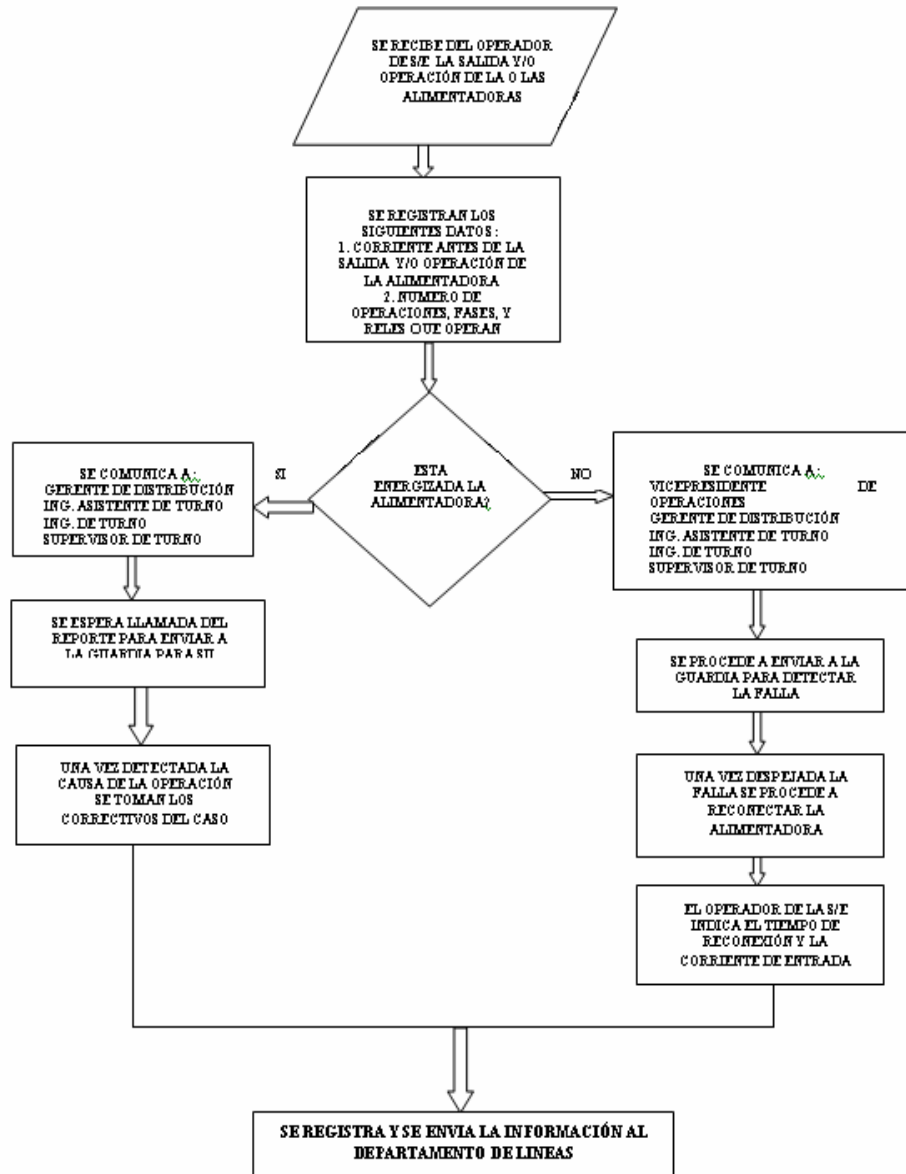 SE RECIBE DEL OPERADOR
DE S/E LA SALIDA Y/O
OPERACIÓN DE LA O LAS
ALIMENTADORAS
SE REGISTRAN LOS
SIGUIENTES DATOS:
1. CORRIENTE ANTES DE LA
SALIDA Y/O OPERACIÓN DE
LA ALIMENTADORA
2. NUMERO DE
OPERACIONES, FASES, Y
RELES QUE OPERAN
ESTA
ENERGIZADA LA
ALIMENTADORA?
SI
SE COMUNICA A:
GERENTE DE DISTRIBUCIÓN
ING. ASISTENTE DE TURNO
ING. DE TURNO
SUPERVISOR DE TURNO
SE ESPERA LLAMADA DEL
REPORTE PARA ENVIAR A
LA GUARDIA PARA SU
UNA VEZ DETECTADA LA
CAUSA DE LA OPERACIÓN
SE TOMAN LOS
CORRECTIVOS DEL CASO
NO
SE COMUNICA A:
VICEPRESIDENTE DE
OPERACIONES
GERENTE DE DISTRIBUCIÓN
ING. ASISTENTE DE TURNO
ING. DE TURNO
SUPERVISOR DE TURNO
SE PROCEDE A ENVIAR A LA
GUARDIA PARA DETECTAR
LA FALLA
UNA VEZ DESPEJADA LA
FALLA SE PROCEDE A
RECONECTAR LA
ALIMENTADORA
EL OPERADOR DE LA S/E
INDICA EL TIEMPO DE
RECONEXIÓN Y LA
CORRIENTE DE ENTRADA
SE REGISTRA Y SE ENVIA LA INFORMACIÓN AL
DEPARTAMENTO DE LINEAS